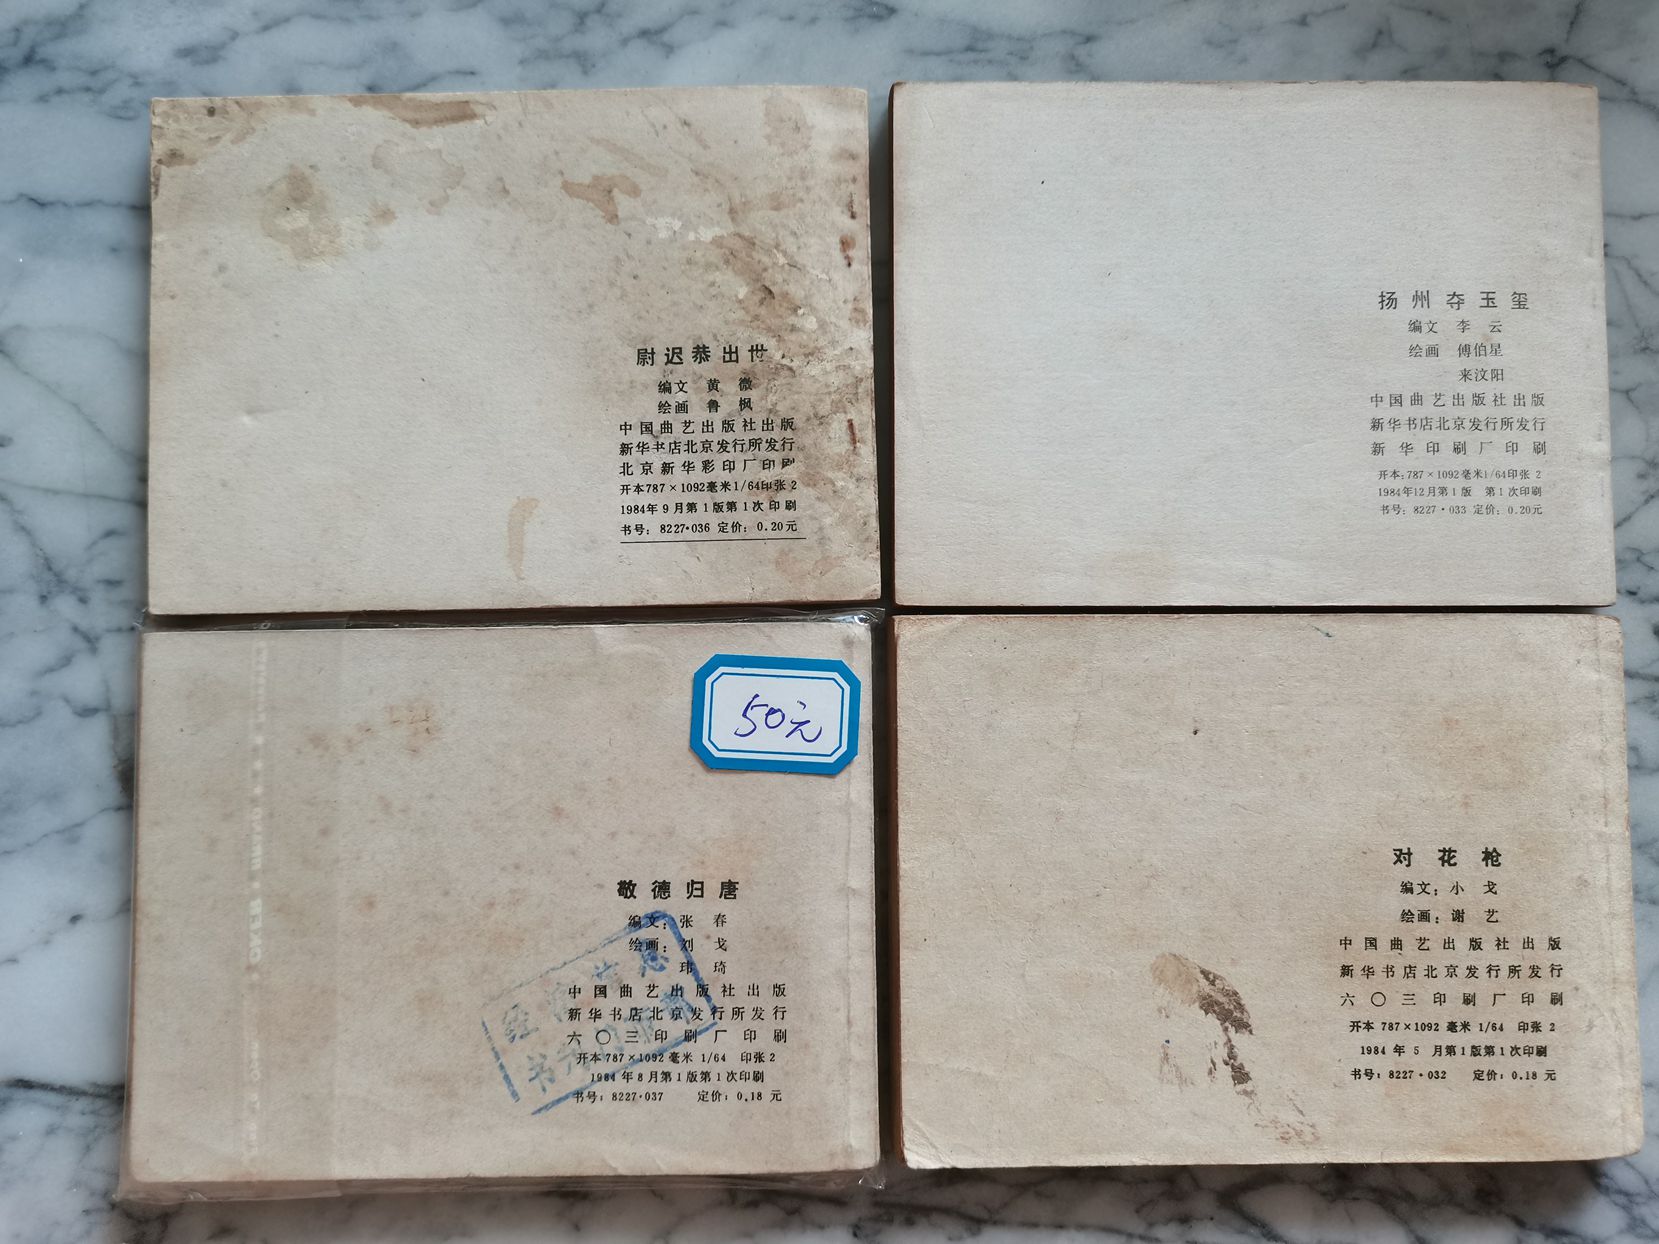 尉迟恭出世
编文 黄 微
绘画 鲁 枫
中国曲艺出版社出版
新华书店北京发行所发行
北京新华彩印厂印刷
开本787×1092毫米1/64印张2
1984年9月第1版第1次印刷
书号：8227·036 定价：0.20元
扬州夺玉玺
编文 李 云
绘画 傅伯星
来汶阳
中国曲艺出版社出版
新华书店北京发行所发行
新华印刷厂印刷
开本：787×1092毫米1/64印张 2
1984年12月第1版 第1次印刷
书号：8227·033 定价：0.20元
50元
敬德归唐
编文：张 春
绘画：刘 戈
玮 琦
中国曲艺出版社出版
新华书店北京发行所发行
六〇三印刷厂印刷
开本 787×1092 毫米 1/64 印张 2
1984年8月第1版第1次印刷
书号：8227·037 定价：0.18 元
对花枪
编文：小 戈
绘画：谢 艺
中国曲艺出版社出版
新华书店北京发行所发行
六〇三印刷厂印刷
开本 787×1092 毫米 1/64 印张 2
1984年5月第1版第1次印刷
书号：8227·032 定价：0.18 元